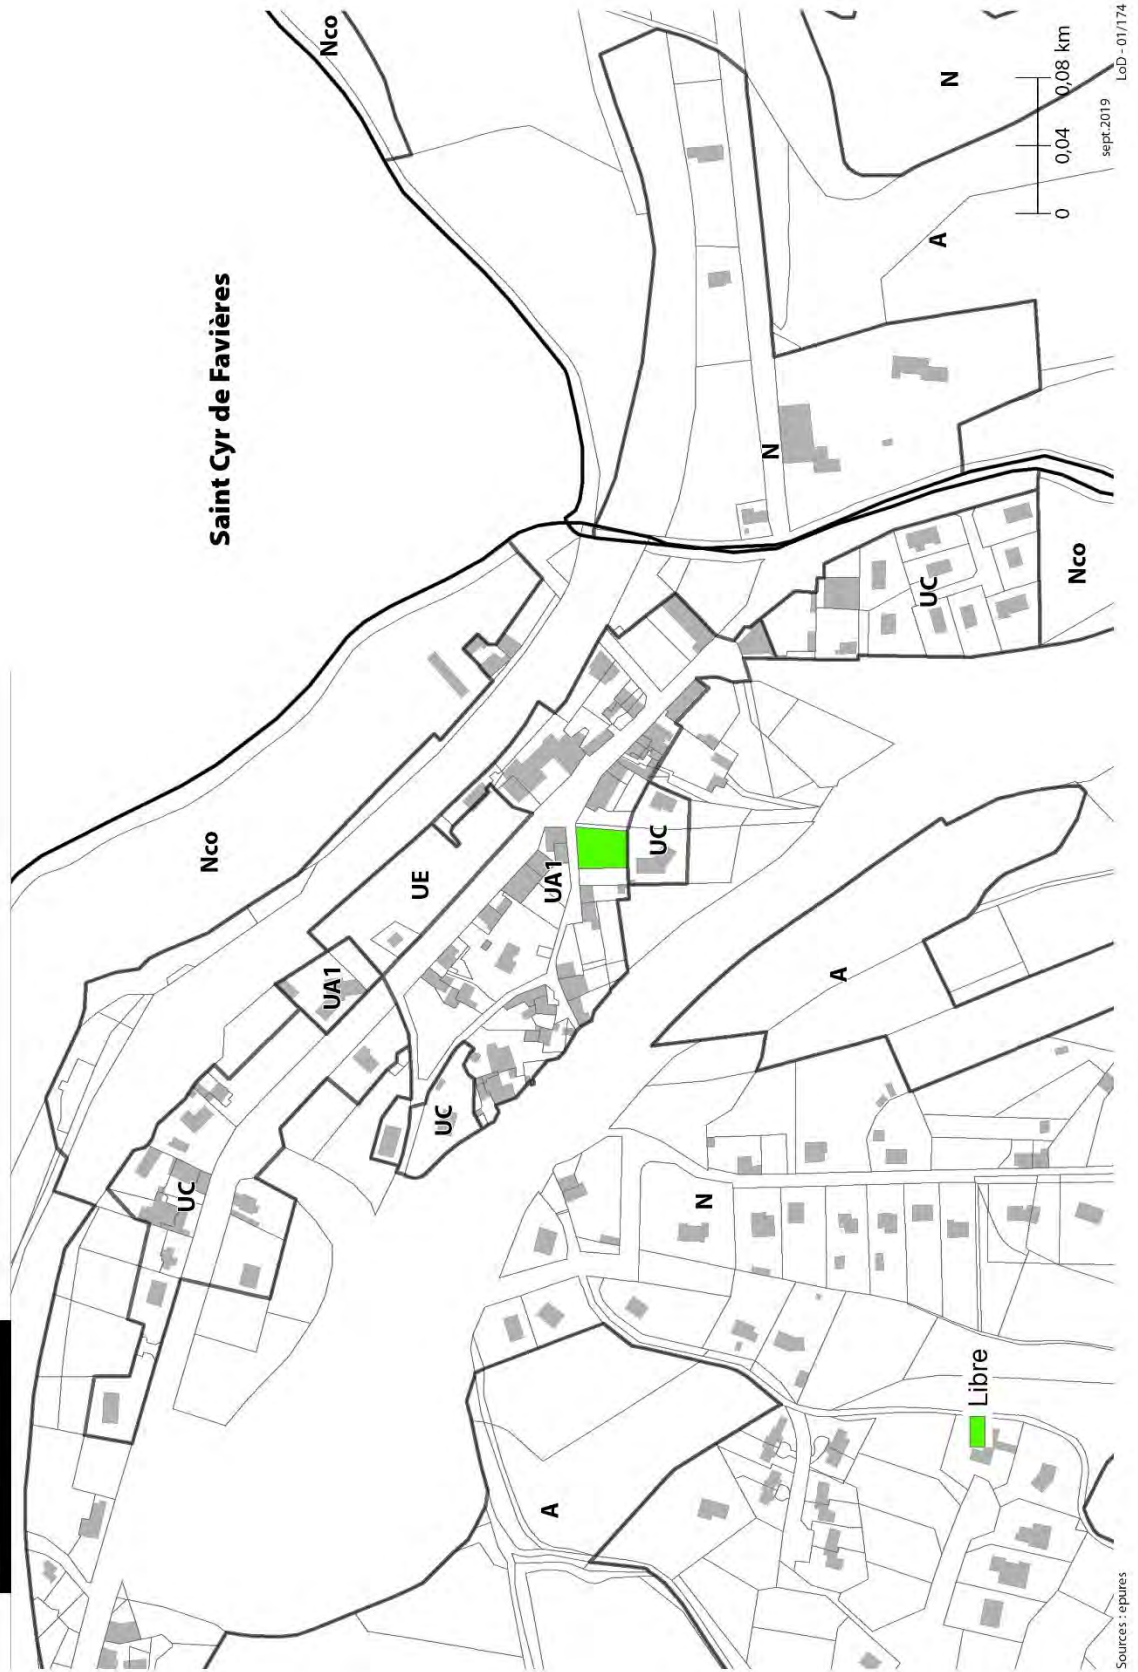 Saint Cyr de Favières
Nco
Nco
UC
UA1
UE
UC
UA1
UC
N
A
N
UC
Nco
A
N
A
Libre
0 0,04 0,08 km
sept.2019
LoD - 01/174
Sources : epures